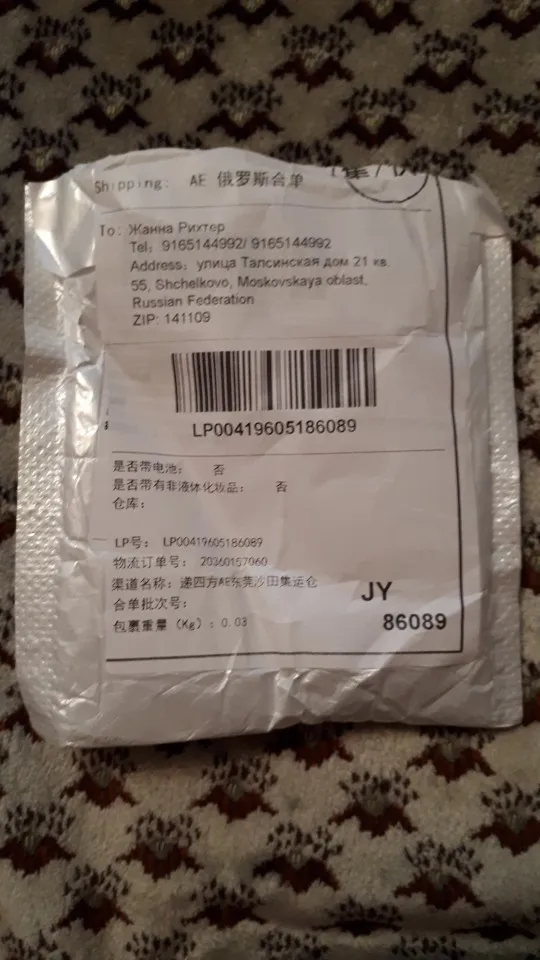 Shipping: AE 俄罗斯合单
To: Жанна Рихтер
Tel: 9165144992/ 9165144992
Address: улица Талсинская дом 21 кв.
55, Shchelkovo, Moskovskaya oblast,
Russian Federation
ZIP: 141109
LP00419605186089
是否带电池: 否
是否带有非液体化妆品: 否
仓库:
LP号: LP00419605186089
物流订单号: 20360157060
渠道名称: 递四方AE东莞沙田集运仓
JY
合单批次号:
86089
包裹重量 (Kg): 0.03